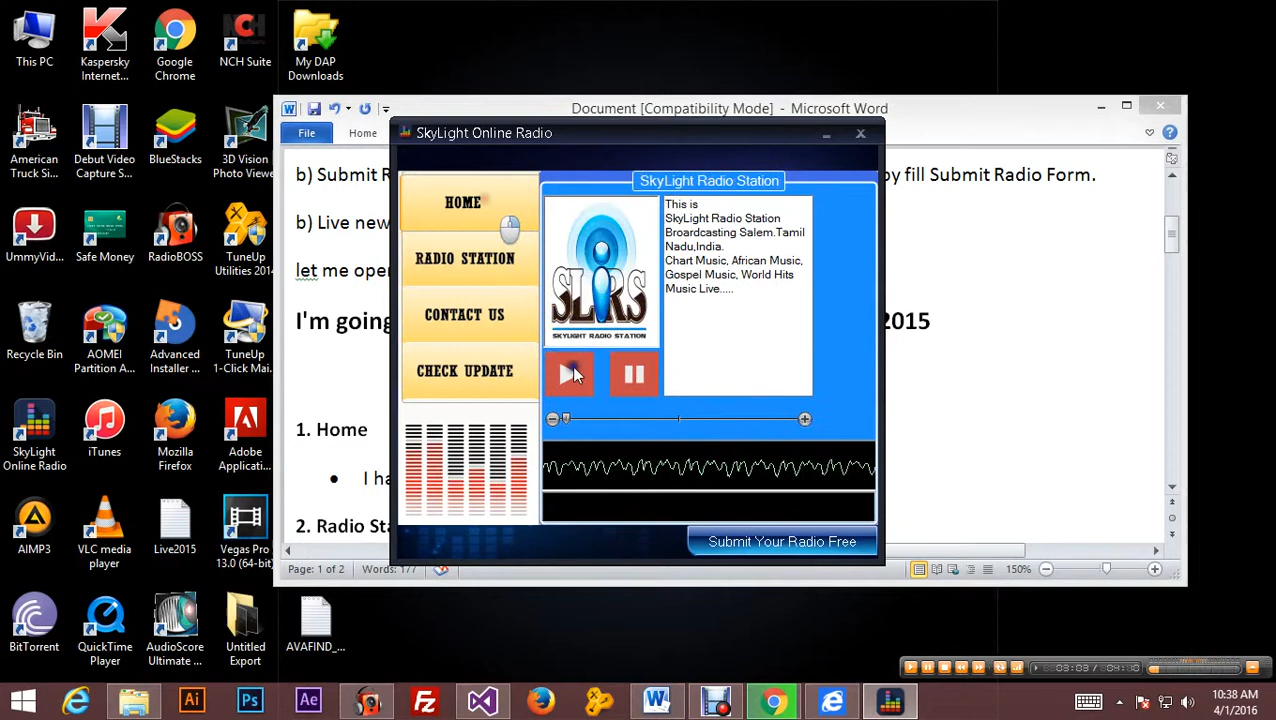 This PC
Kaspersky
Internet...
Google
Chrome
NCH
NCH Suite
My DAP
Downloads
American
Truck Si...
Debut Video
Capture S...
BlueStacks
3D Vision
Photo View
UmmyVid...
Safe Money
RadioBOSS
TuneUp
Utilities 2014
Recycle Bin
AOMEI
Partition A...
Advanced
Installer ...
TuneUp
1-Click Mai...
SkyLight
Online Radio
iTunes
Mozilla
Firefox
Adobe
Applicati...
AIMP3
VLC media
player
Live2015
Vegas Pro
13.0 (64-bit)
BitTorrent
QuickTime
Player
AudioScore
Ultimate ...
Untitled
Export
AVAFIND_...
Document [Compatibility Mode] - Microsoft Word
File
Home
b) Submit R
by fill Submit Radio Form.
b) Live new
let me oper
I'm going
2015
1. Home
• I ha
2. Radio Sta
Page: 1 of 2
Words: 177
150%
SkyLight Online Radio
HOME
RADIO STATION
CONTACT US
CHECK UPDATE
SkyLight Radio Station
SLRS
SKYLIGHT RADIO STATION
This is
SkyLight Radio Station
Broardcasting Salem.Tamil
Nadu,India.
Chart Music, African Music,
Gospel Music, World Hits
Music Live.....
Submit Your Radio Free
Ai
Ps
Ae
10:38 AM
4/1/2016